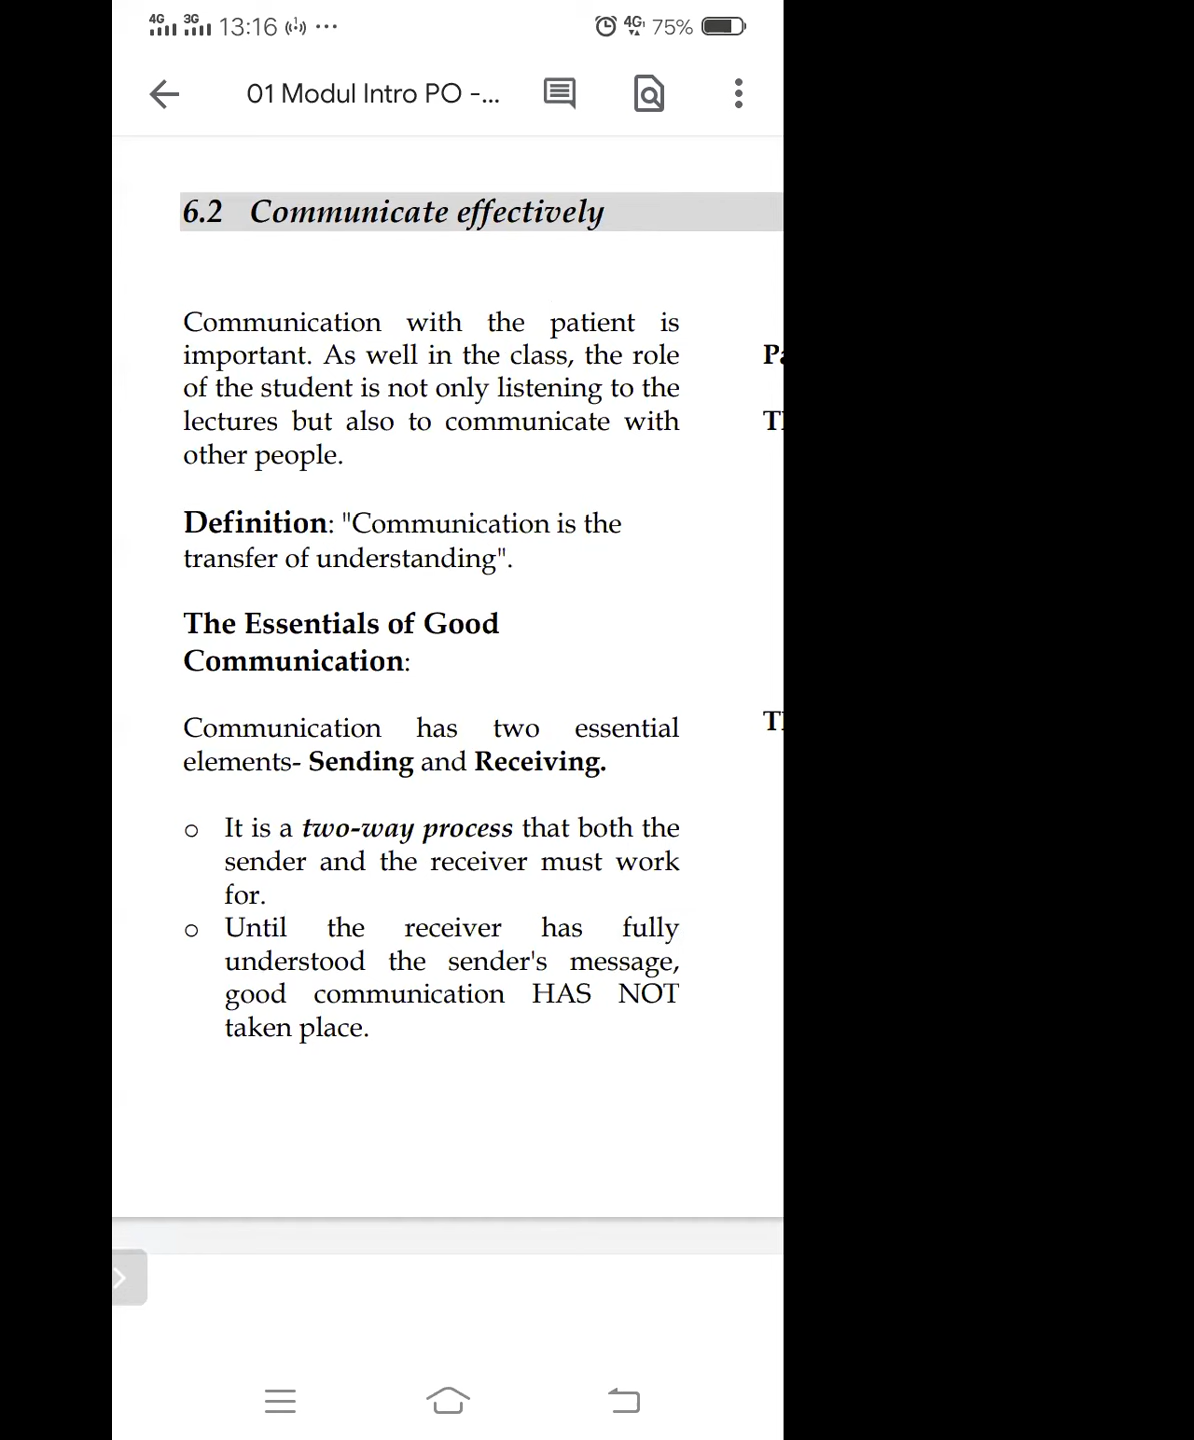 4G 3G 13:16 4G 75%
01 Modul Intro PO -...
6.2 Communicate effectively
Communication with the patient is
important. As well in the class, the role
of the student is not only listening to the
lectures but also to communicate with
other people.
Definition: "Communication is the
transfer of understanding".
The Essentials of Good
Communication:
Communication has two essential
elements- Sending and Receiving.
o It is a two-way process that both the
sender and the receiver must work
for.
o Until the receiver has fully
understood the sender's message,
good communication HAS NOT
taken place.